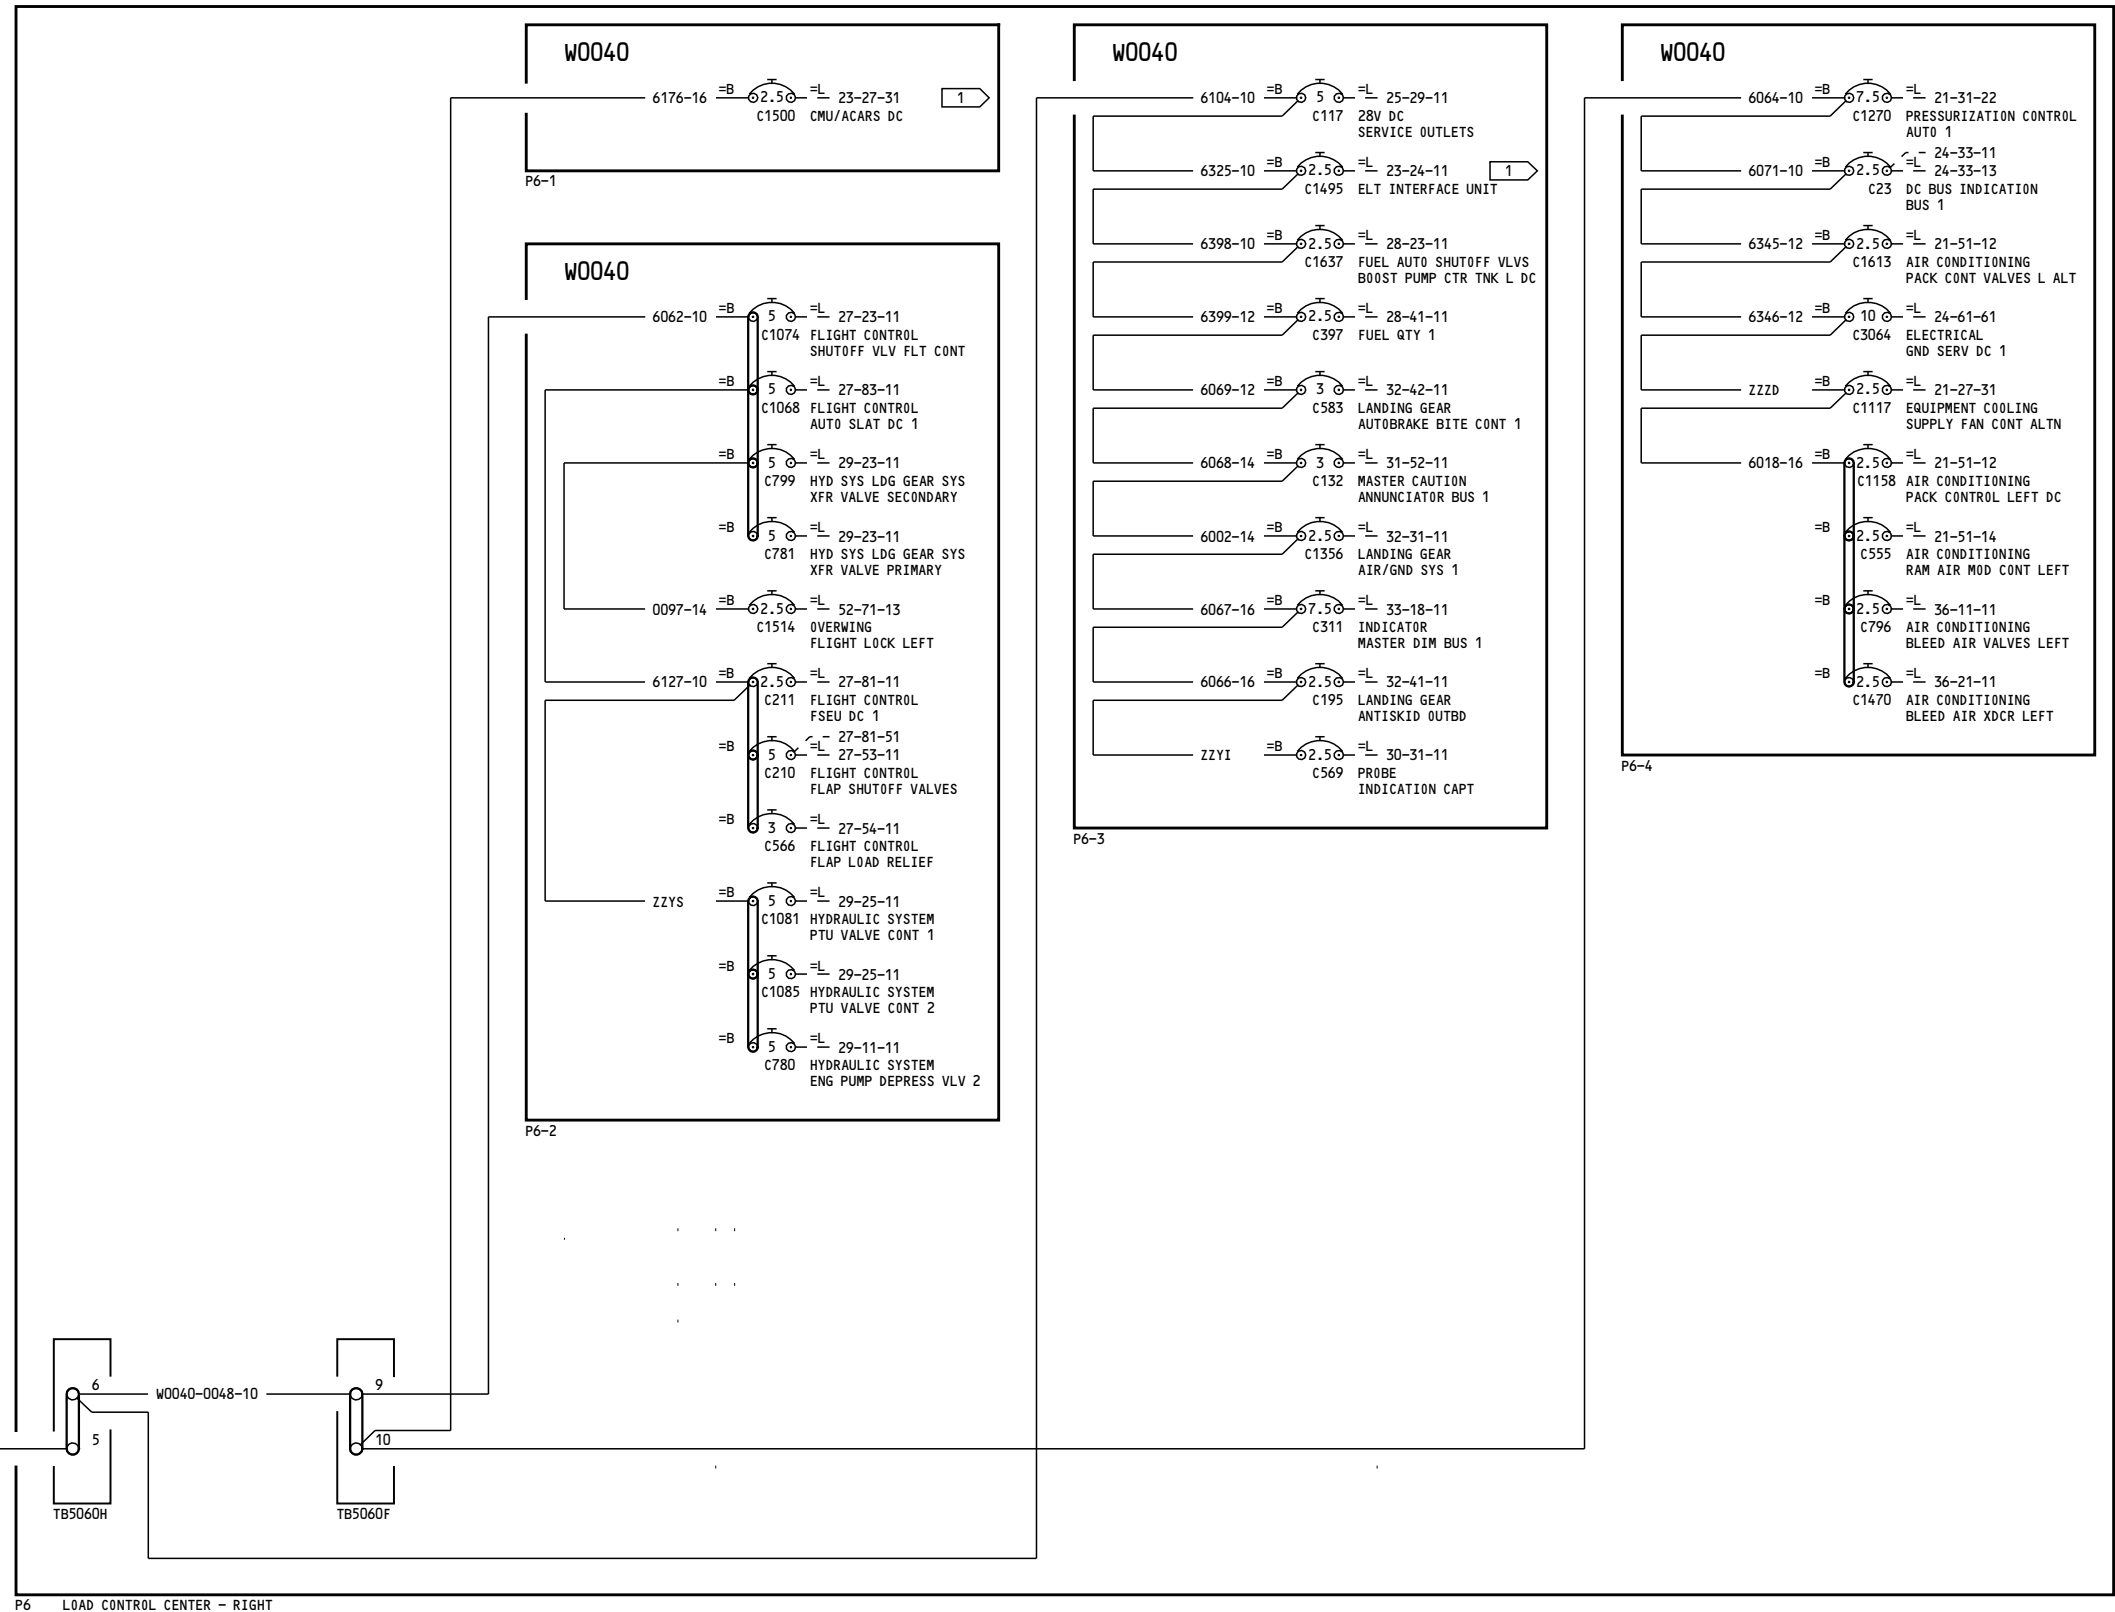 W0040
6176-16 =B 2.5 =L 23-27-31 1
C1500 CMU/ACARS DC
P6-1
W0040
6062-10 =B 5 =L 27-23-11
C1074 FLIGHT CONTROL
SHUTOFF VLV FLT CONT
=B 5 =L 27-83-11
C1068 FLIGHT CONTROL
AUTO SLAT DC 1
=B 5 =L 29-23-11
C799 HYD SYS LDG GEAR SYS
XFR VALVE SECONDARY
=B 5 =L 29-23-11
C781 HYD SYS LDG GEAR SYS
XFR VALVE PRIMARY
0097-14 =B 2.5 =L 52-71-13
C1514 OVERWING
FLIGHT LOCK LEFT
6127-10 =B 2.5 =L 27-81-11
C211 FLIGHT CONTROL
FSEU DC 1
27-81-51
=B 5 =L 27-53-11
C210 FLIGHT CONTROL
FLAP SHUTOFF VALVES
=B 3 =L 27-54-11
C566 FLIGHT CONTROL
FLAP LOAD RELIEF
ZZYS =B 5 =L 29-25-11
C1081 HYDRAULIC SYSTEM
PTU VALVE CONT 1
=B 5 =L 29-25-11
C1085 HYDRAULIC SYSTEM
PTU VALVE CONT 2
=B 5 =L 29-11-11
C780 HYDRAULIC SYSTEM
ENG PUMP DEPRESS VLV 2
P6-2
W0040
6104-10 =B 5 =L 25-29-11
C117 28V DC
SERVICE OUTLETS
6325-10 =B 2.5 =L 23-24-11 1
C1495 ELT INTERFACE UNIT
6398-10 =B 2.5 =L 28-23-11
C1637 FUEL AUTO SHUTOFF VLVS
BOOST PUMP CTR TNK L DC
6399-12 =B 2.5 =L 28-41-11
C397 FUEL QTY 1
6069-12 =B 3 =L 32-42-11
C583 LANDING GEAR
AUTOBRAKE BITE CONT 1
6068-14 =B 3 =L 31-52-11
C132 MASTER CAUTION
ANNUNCIATOR BUS 1
6002-14 =B 2.5 =L 32-31-11
C1356 LANDING GEAR
AIR/GND SYS 1
6067-16 =B 7.5 =L 33-18-11
C311 INDICATOR
MASTER DIM BUS 1
6066-16 =B 2.5 =L 32-41-11
C195 LANDING GEAR
ANTISKID OUTBD
ZZYI =B 2.5 =L 30-31-11
C569 PROBE
INDICATION CAPT
P6-3
W0040
6064-10 =B 7.5 =L 21-31-22
C1270 PRESSURIZATION CONTROL
AUTO 1
24-33-11
6071-10 =B 2.5 =L 24-33-13
C23 DC BUS INDICATION
BUS 1
6345-12 =B 2.5 =L 21-51-12
C1613 AIR CONDITIONING
PACK CONT VALVES L ALT
6346-12 =B 10 =L 24-61-61
C3064 ELECTRICAL
GND SERV DC 1
ZZZD =B 2.5 =L 21-27-31
C1117 EQUIPMENT COOLING
SUPPLY FAN CONT ALTN
6018-16 =B 2.5 =L 21-51-12
C1158 AIR CONDITIONING
PACK CONTROL LEFT DC
=B 2.5 =L 21-51-14
C555 AIR CONDITIONING
RAM AIR MOD CONT LEFT
=B 2.5 =L 36-11-11
C796 AIR CONDITIONING
BLEED AIR VALVES LEFT
=B 2.5 =L 36-21-11
C1470 AIR CONDITIONING
BLEED AIR XDCR LEFT
P6-4
6 W0040-0048-10 9
5 10
TB5060H TB5060F
P6 LOAD CONTROL CENTER - RIGHT